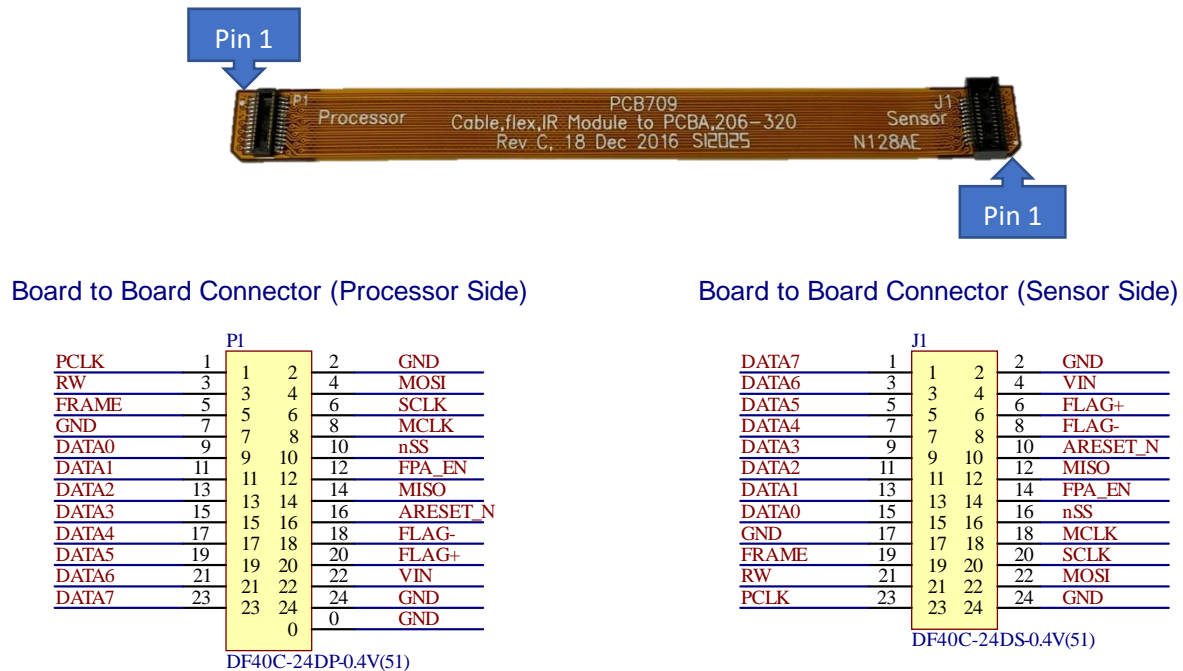 Pin 1
P1
Processor
PCB709
Cable,flex,IR Module to PCBA,206-320
Rev C, 18 Dec 2016 SI2025
J1
Sensor
N128AE
Pin 1
Board to Board Connector (Processor Side)
P1
PCLK 1 1 2 2 GND
RW 3 3 4 4 MOSI
FRAME 5 5 6 6 SCLK
GND 7 7 8 8 MCLK
DATA0 9 9 10 10 nSS
DATA1 11 11 12 12 FPA_EN
DATA2 13 13 14 14 MISO
DATA3 15 15 16 16 ARESET_N
DATA4 17 17 18 18 FLAG-
DATA5 19 19 20 20 FLAG+
DATA6 21 21 22 22 VIN
DATA7 23 23 24 24 GND
0 0 GND
DF40C-24DP-0.4V(51)
Board to Board Connector (Sensor Side)
J1
DATA7 1 1 2 2 GND
DATA6 3 3 4 4 VIN
DATA5 5 5 6 6 FLAG+
DATA4 7 7 8 8 FLAG-
DATA3 9 9 10 10 ARESET_N
DATA2 11 11 12 12 MISO
DATA1 13 13 14 14 FPA_EN
DATA0 15 15 16 16 nSS
GND 17 17 18 18 MCLK
FRAME 19 19 20 20 SCLK
RW 21 21 22 22 MOSI
PCLK 23 23 24 24 GND
DF40C-24DS-0.4V(51)